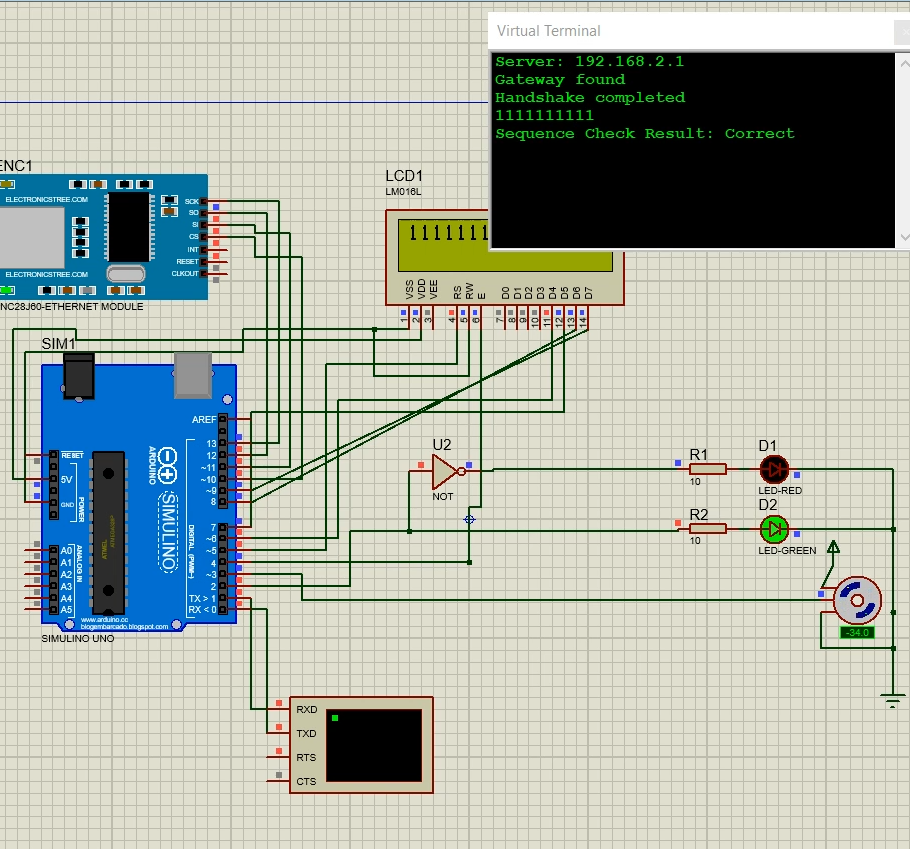 Virtual Terminal
Server: 192.168.2.1
Gateway found
Handshake completed
1111111111
Sequence Check Result: Correct
ENC1
ELECTRONICSTREE.COM
ELECTRONICSTREE.COM
NC28J60-ETHERNET MODULE
SCK
SO
SI
CS
INT
RESET
CLKOUT
LCD1
LM016L
1111111
VSS
VDD
VEE
RS
RW
E
D0
D1
D2
D3
D4
D5
D6
D7
1
2
3
4
5
6
7
8
9
10
11
12
13
14
SIM1
RESET
5V
GND
POWER
A0
A1
A2
A3
A4
A5
ANALOG IN
ATMEL
ARDUINO
SIMULINO
AREF
13
12
~11
~10
~9
8
7
~6
~5
4
~3
2
TX > 1
RX < 0
DIGITAL (PWM~)
www.arduino.cc
blogembarcado.blogspot.com
SIMULINO UNO
U2
NOT
R1
10
D1
LED-RED
R2
10
D2
LED-GREEN
-34.0
RXD
TXD
RTS
CTS